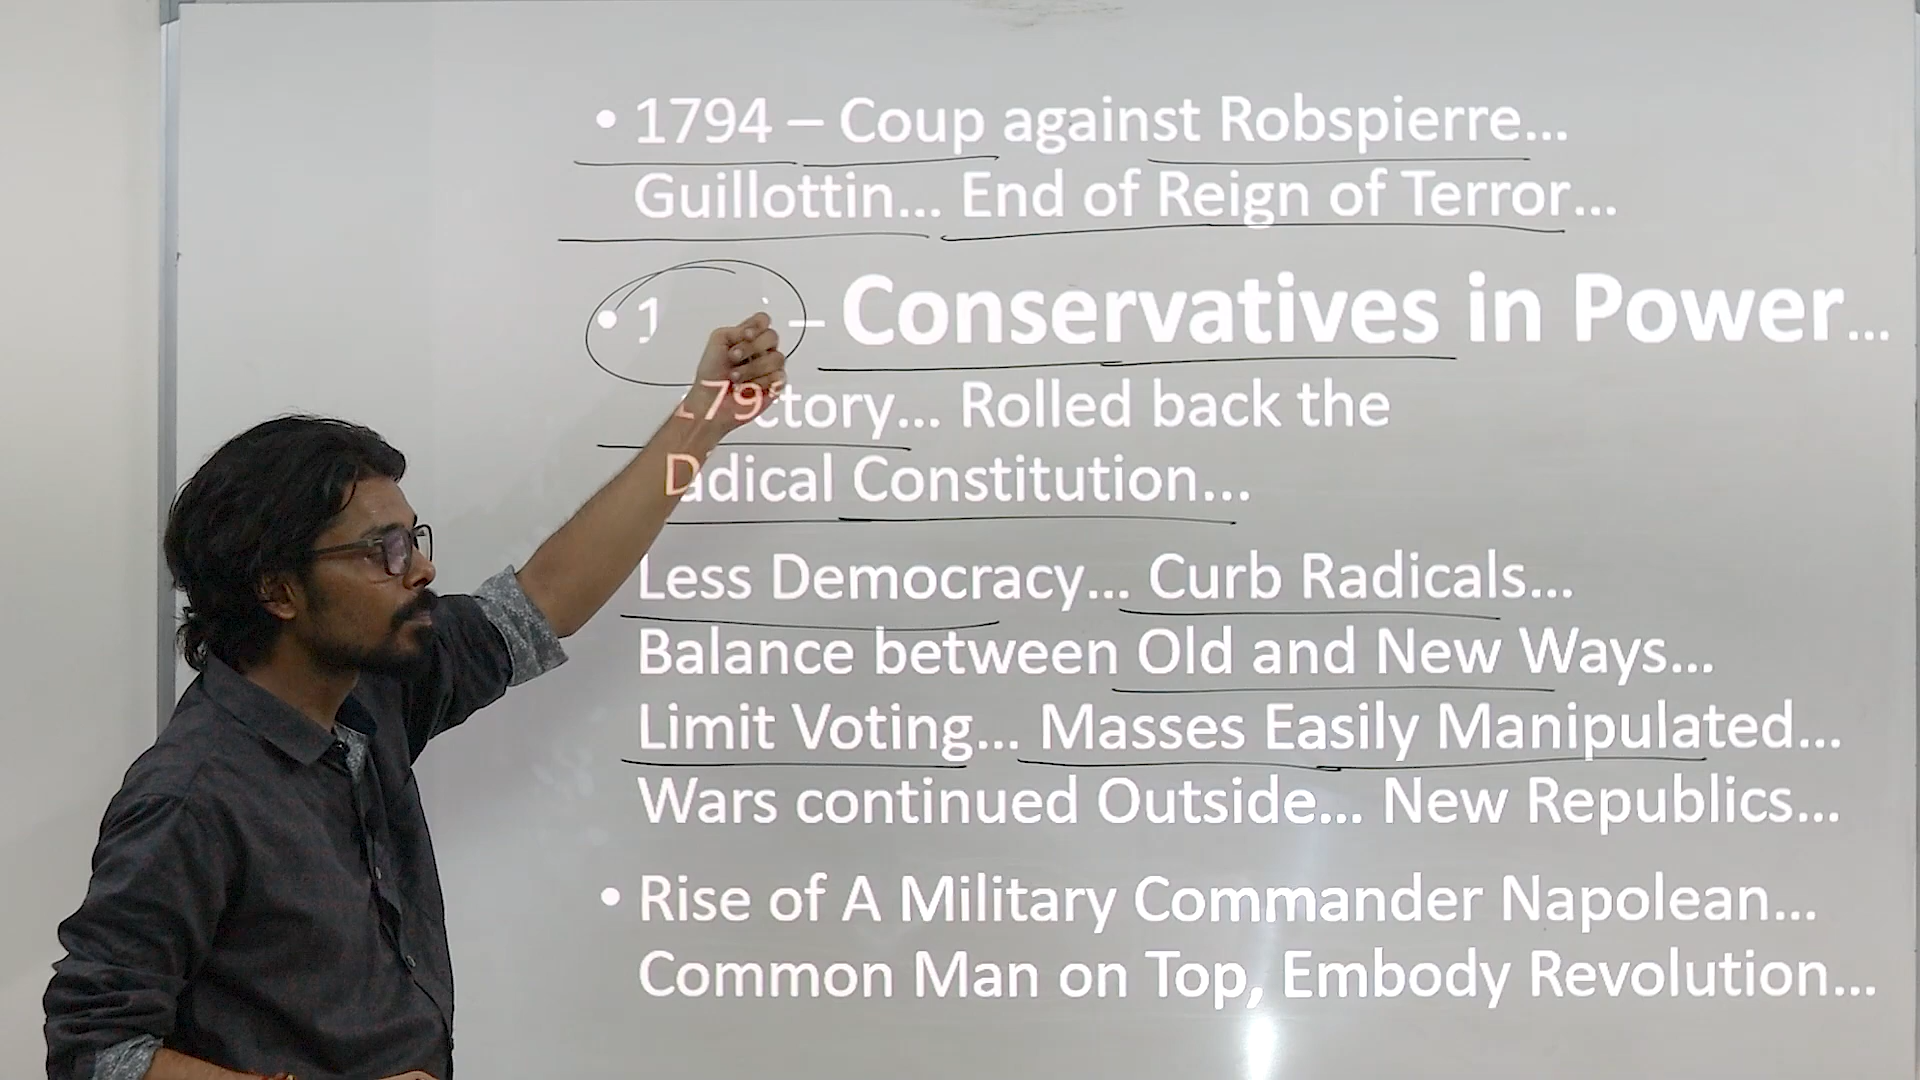 • 1794 – Coup against Robspierre...
Guillottin... End of Reign of Terror...
– Conservatives in Power...
Rolled back the
Constitution...
Less Democracy... Curb Radicals...
Balance between Old and New Ways...
Limit Voting... Masses Easily Manipulated...
Wars continued Outside... New Republics...
• Rise of A Military Commander Napolean...
Common Man on Top, Embody Revolution...